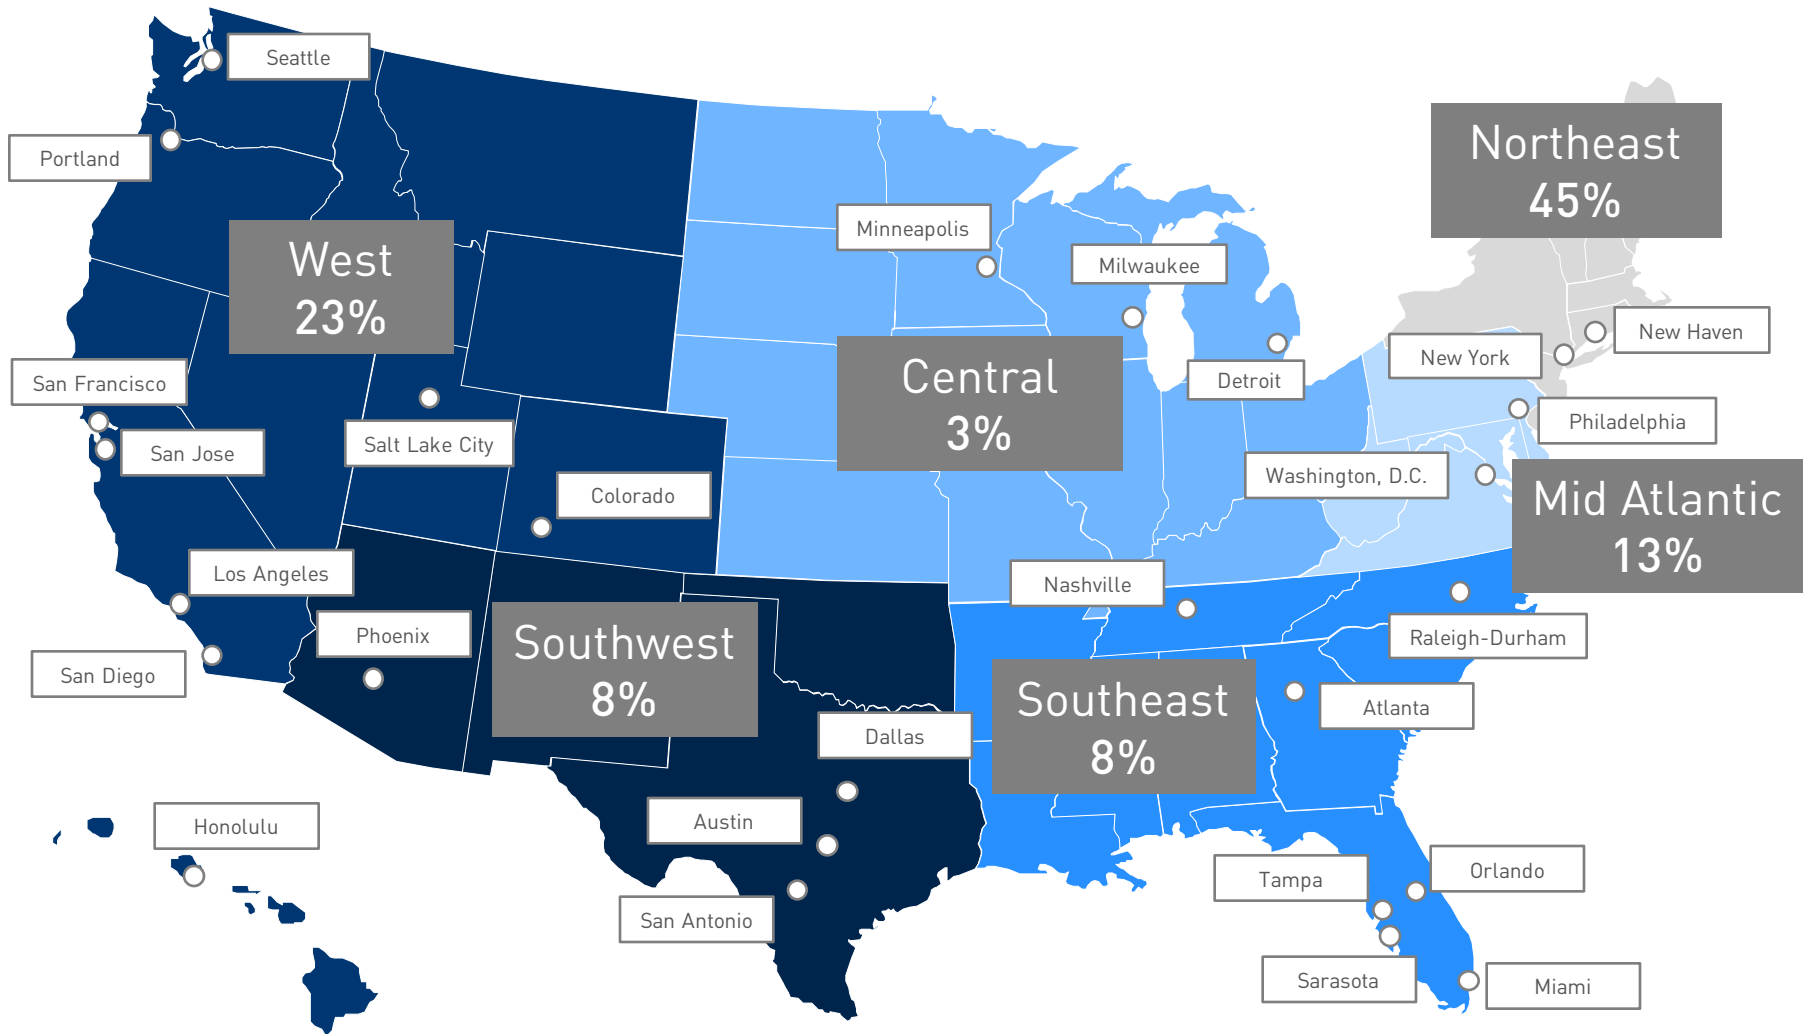 Seattle
Portland
Northeast
45%
West
23%
Minneapolis
Milwaukee
New Haven
New York
San Francisco
Central
3%
Detroit
Philadelphia
San Jose
Salt Lake City
Washington, D.C.
Colorado
Mid Atlantic
13%
Los Angeles
Nashville
Phoenix
Raleigh-Durham
San Diego
Southwest
8%
Southeast
8%
Atlanta
Dallas
Honolulu
Austin
Orlando
Tampa
San Antonio
Sarasota
Miami